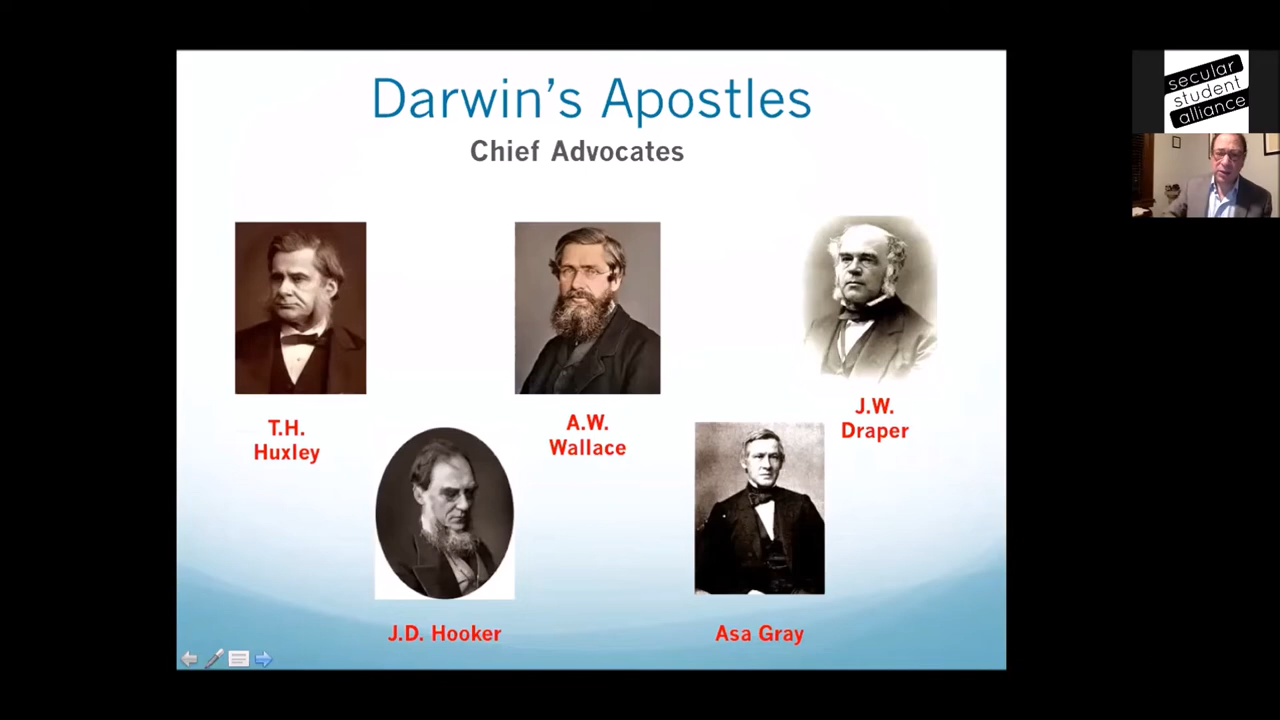 Darwin's Apostles
Chief Advocates
T.H.
Huxley
A.W.
Wallace
J.W.
Draper
J.D. Hooker
Asa Gray
secular
student
alliance